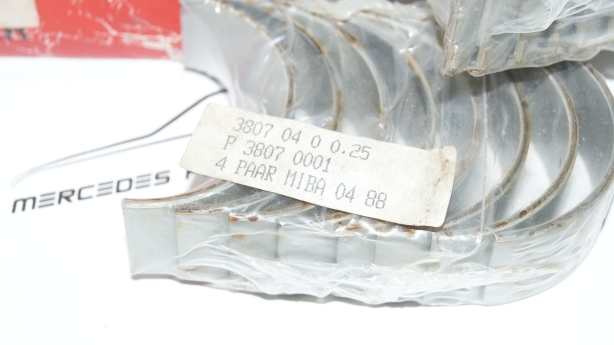 3807 04 0 0.25
P 3807 0001
4 PAAR MIBA 04 88
MERCEDES